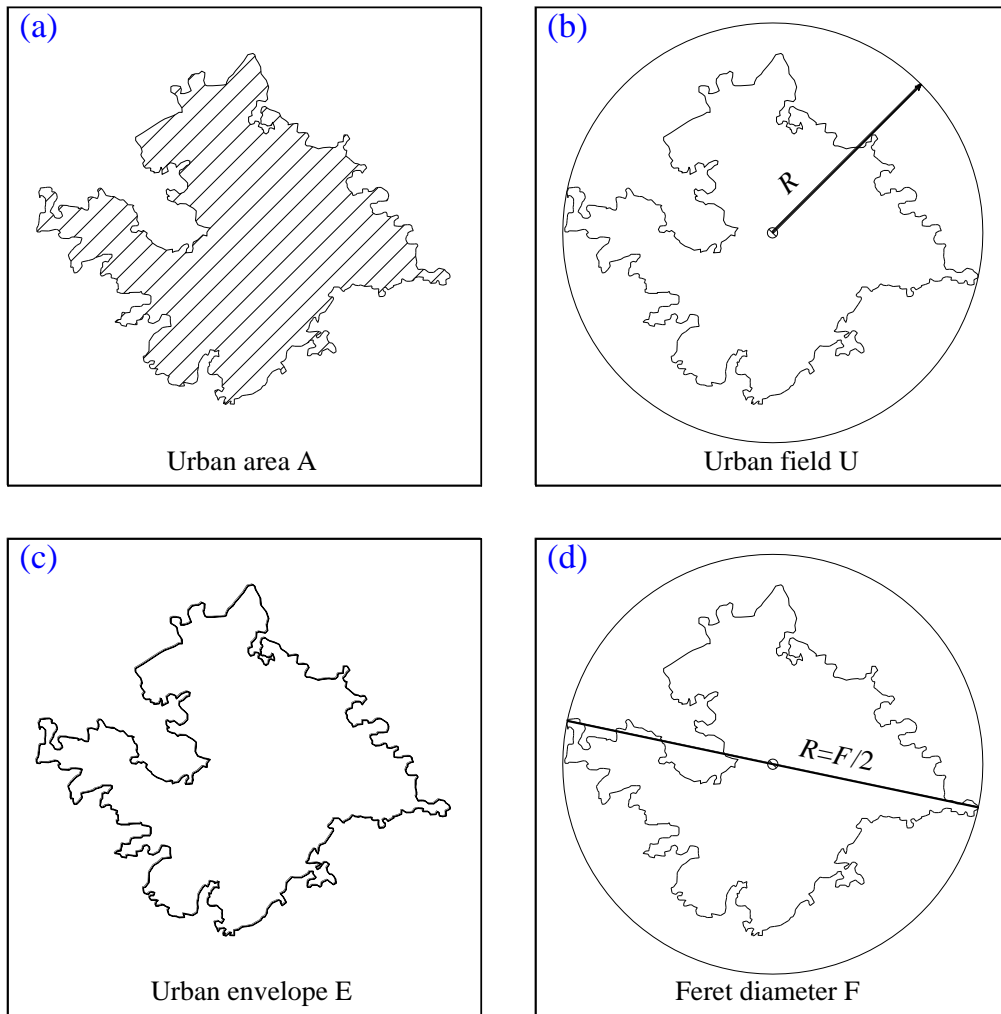 (a)
Urban area A
(b)
R
Urban field U
(c)
Urban envelope E
(d)
R=F/2
Feret diameter F